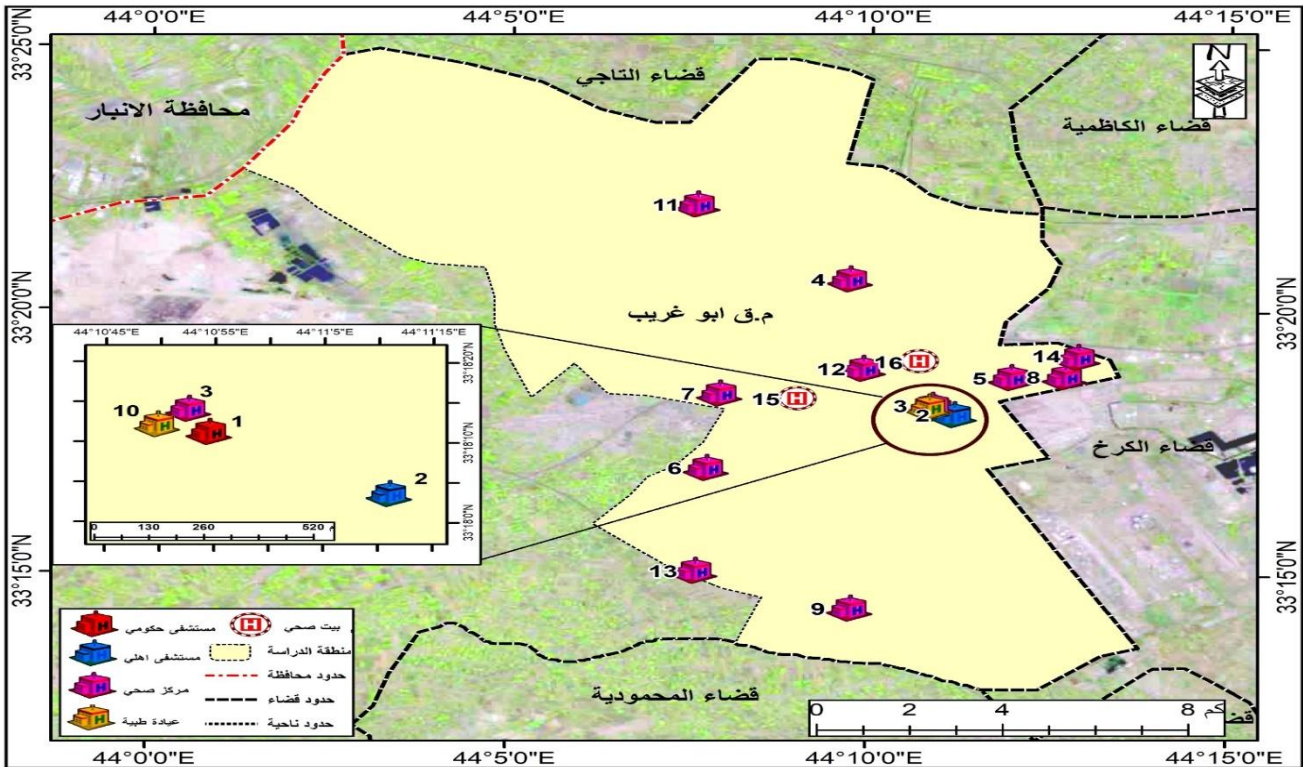 44°0'0"E 44°5'0"E 44°10'0"E 44°15'0"E
33°25'0"N
33°20'0"N
33°15'0"N
33°20'0"N
33°15'0"N
N
قضاء التاجي
محافظة الانبار
قضاء الكاظمية
11
4
م.ق ابو غريب
12
16
14
5
8
7
15
3
2
قضاء الكرخ
6
13
9
قضاء المحمودية
44°10'45"E 44°10'55"E 44°11'5"E 44°11'15"E
33°18'20"N
33°18'10"N
33°18'0"N
3
10
1
2
0 130 260 520 م
مستشفى حكومي
بيت صحي
مستشفى اهلي
منطقة الدراسة
مركز صحي
حدود محافظة
عيادة طبية
حدود قضاء
حدود ناحية
0 2 4 8 كم
44°0'0"E 44°5'0"E 44°10'0"E 44°15'0"E